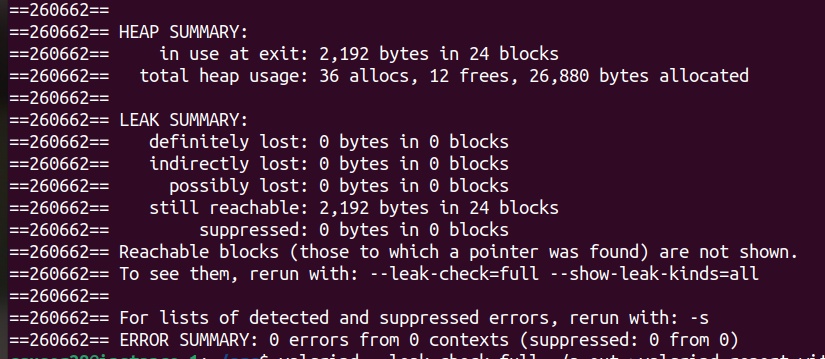 ==260662==
==260662== HEAP SUMMARY:
==260662==     in use at exit: 2,192 bytes in 24 blocks
==260662==   total heap usage: 36 allocs, 12 frees, 26,880 bytes allocated
==260662==
==260662== LEAK SUMMARY:
==260662==    definitely lost: 0 bytes in 0 blocks
==260662==    indirectly lost: 0 bytes in 0 blocks
==260662==      possibly lost: 0 bytes in 0 blocks
==260662==    still reachable: 2,192 bytes in 24 blocks
==260662==         suppressed: 0 bytes in 0 blocks
==260662== Reachable blocks (those to which a pointer was found) are not shown.
==260662== To see them, rerun with: --leak-check=full --show-leak-kinds=all
==260662==
==260662== For lists of detected and suppressed errors, rerun with: -s
==260662== ERROR SUMMARY: 0 errors from 0 contexts (suppressed: 0 from 0)